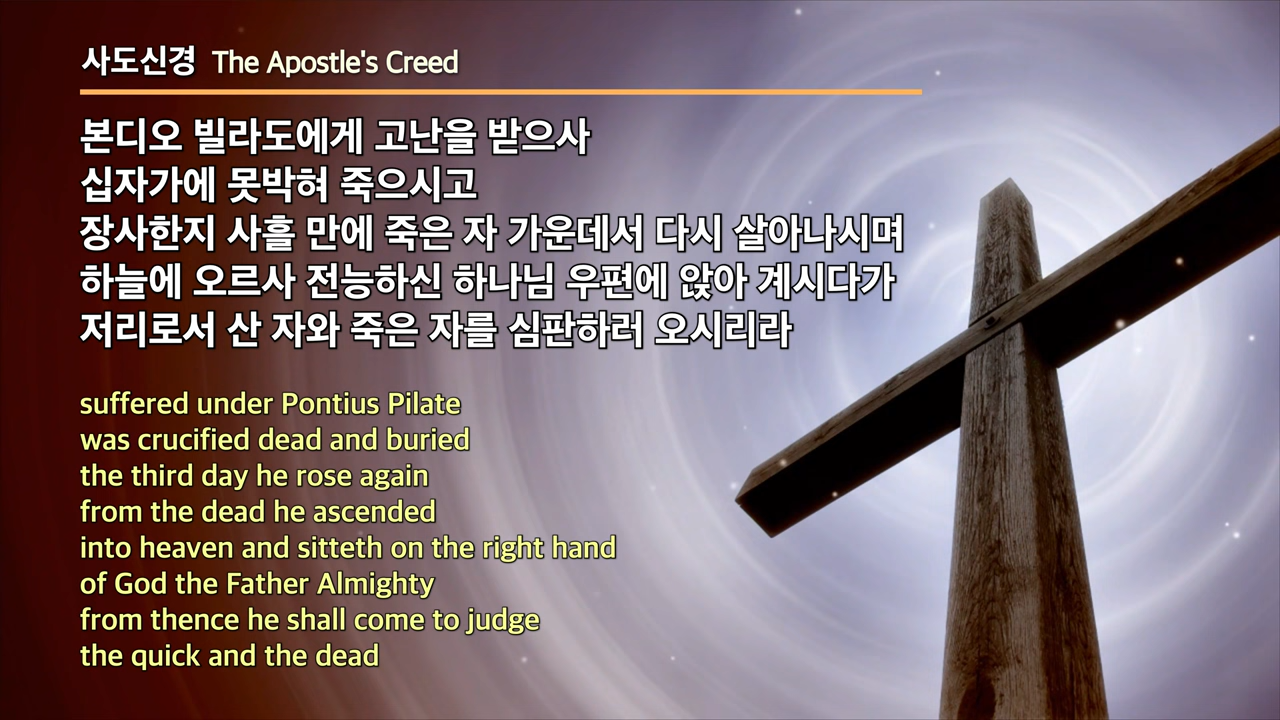 사도신경 The Apostle's Creed
본디오 빌라도에게 고난을 받으사
십자가에 못박혀 죽으시고
장사한지 사흘 만에 죽은 자 가운데서 다시 살아나시며
하늘에 오르사 전능하신 하나님 우편에 앉아 계시다가
저리로서 산 자와 죽은 자를 심판하러 오시리라
suffered under Pontius Pilate
was crucified dead and buried
the third day he rose again
from the dead he ascended
into heaven and sitteth on the right hand
of God the Father Almighty
from thence he shall come to judge
the quick and the dead